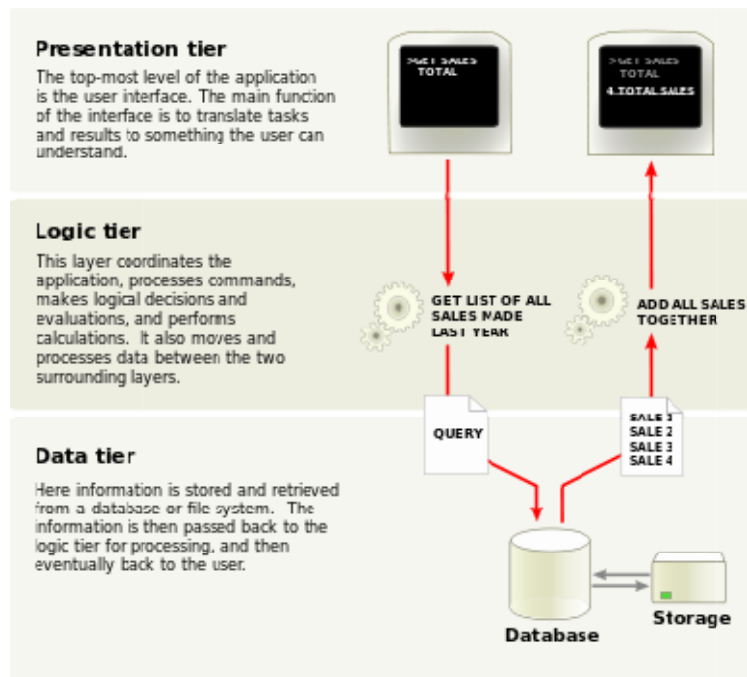 Presentation tier
The top-most level of the application
is the user interface. The main function
of the interface is to translate tasks
and results to something the user can
understand.
>GET SALES
TOTAL
>GET SALES
TOTAL
4 TOTAL SALES
Logic tier
This layer coordinates the
application, processes commands,
makes logical decisions and
evaluations, and performs
calculations. It also moves and
processes data between the two
surrounding layers.
GET LIST OF ALL
SALES MADE
LAST YEAR
ADD ALL SALES
TOGETHER
QUERY
SALE 1
SALE 2
SALE 3
SALE 4
Data tier
Here information is stored and retrieved
from a database or file system. The
information is then passed back to the
logic tier for processing, and then
eventually back to the user.
Database
Storage